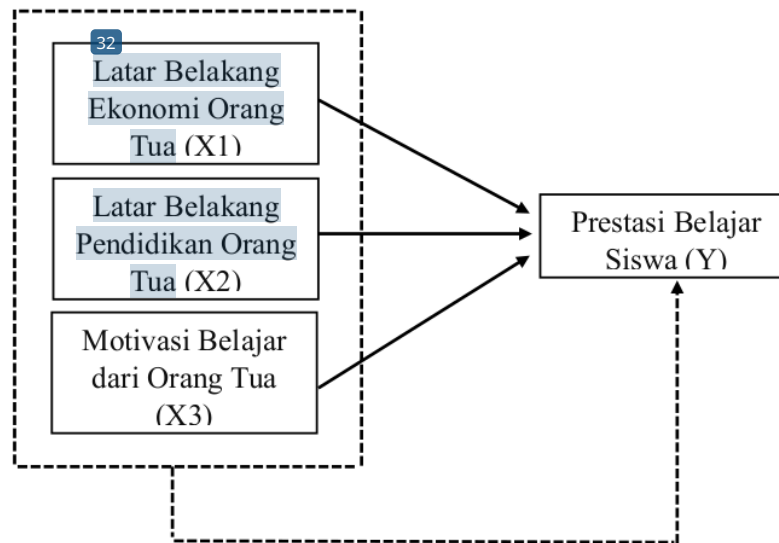 32
Latar Belakang
Ekonomi Orang
Tua (X1)
Latar Belakang
Pendidikan Orang
Tua (X2)
Motivasi Belajar
dari Orang Tua
(X3)
Prestasi Belajar
Siswa (Y)